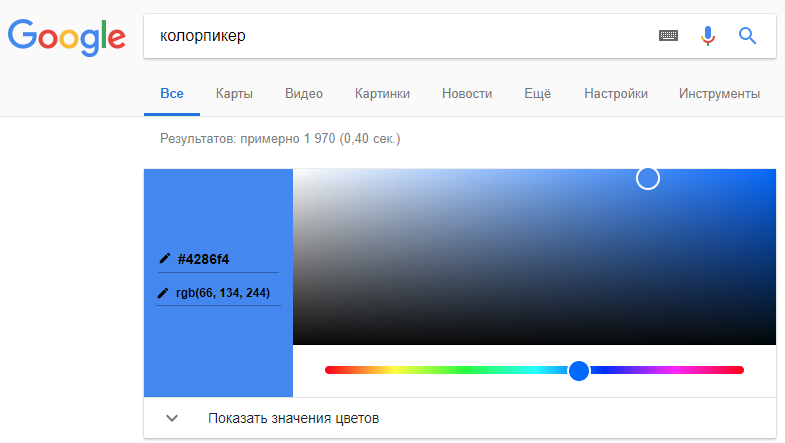 Google
колорпикер
Все Карты Видео Картинки Новости Ещё Настройки Инструменты
Результатов: примерно 1 970 (0,40 сек.)
#4286f4
rgb(66, 134, 244)
Показать значения цветов